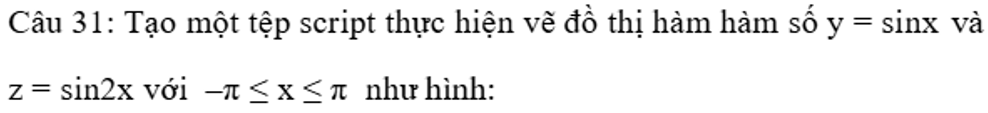 Câu 31: Tạo một tệp script thực hiện vẽ đồ thị hàm hàm số y = sinx và
z = sin2x với –π ≤ x ≤ π như hình: